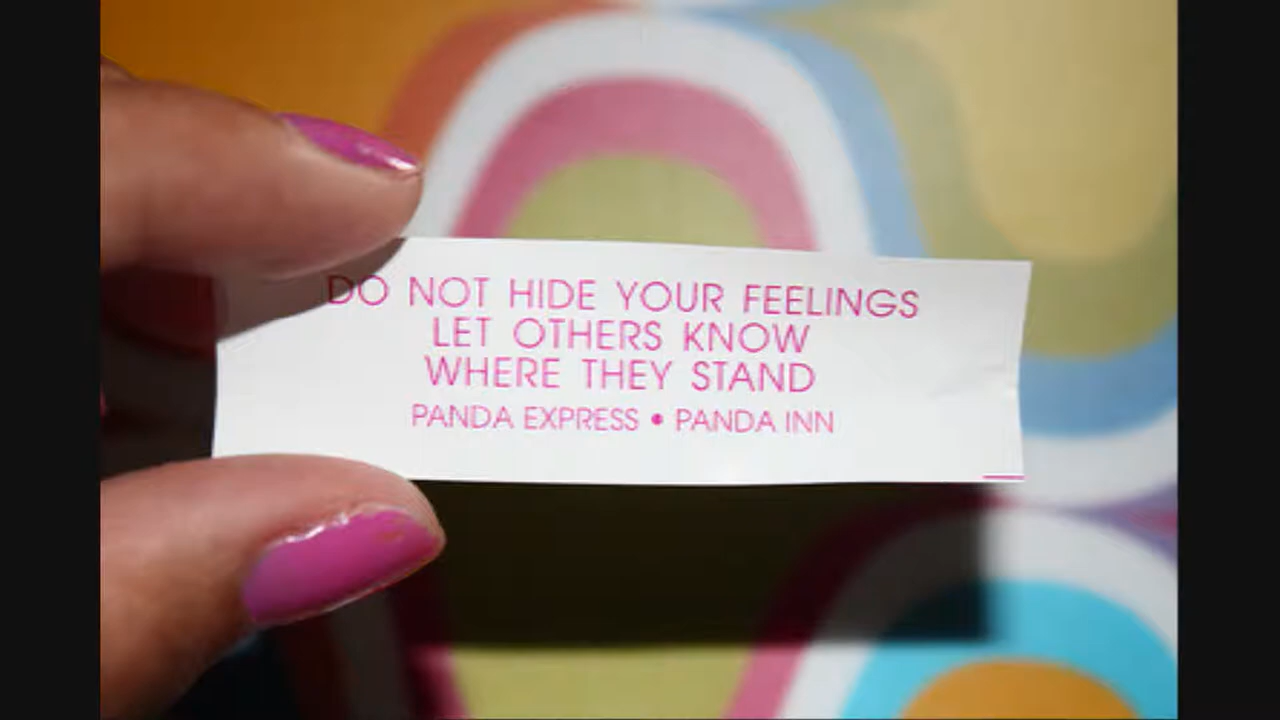 DO NOT HIDE YOUR FEELINGS
LET OTHERS KNOW
WHERE THEY STAND
PANDA EXPRESS • PANDA INN